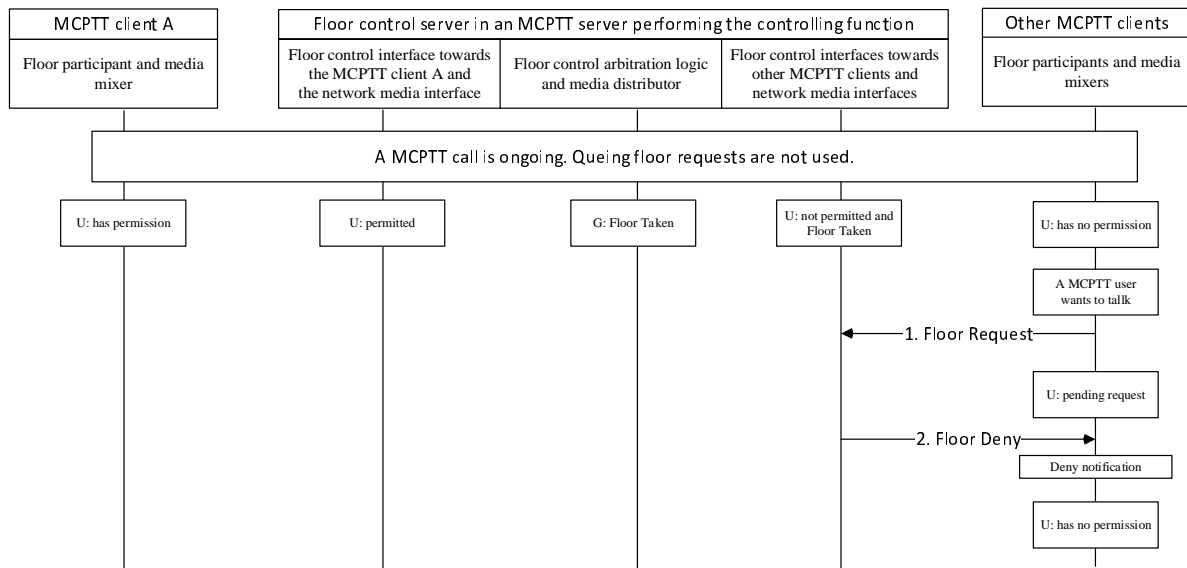 MCPTT client A
Floor control server in an MCPTT server performing the controlling function
Other MCPTT clients
Floor participant and media
mixer
Floor control interface towards
the MCPTT client A and
the network media interface
Floor control arbitration logic
and media distributor
Floor control interfaces towards
other MCPTT clients and
network media interfaces
Floor participants and media
mixers
A MCPTT call is ongoing. Queing floor requests are not used.
U: has permission
U: permitted
G: Floor Taken
U: not permitted and
Floor Taken
U: has no permission
A MCPTT user
wants to tallk
1. Floor Request
U: pending request
2. Floor Deny
Deny notification
U: has no permission